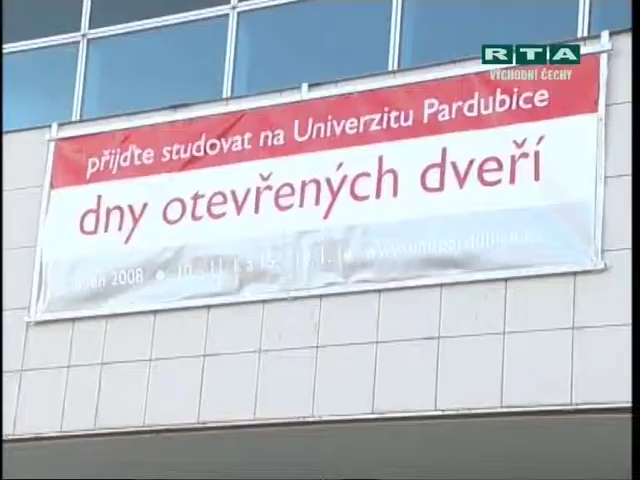 RTA
VÝCHODNÍ ČECHY
přijďte studovat na Univerzitu Pardubice
dny otevřených dveří
2008